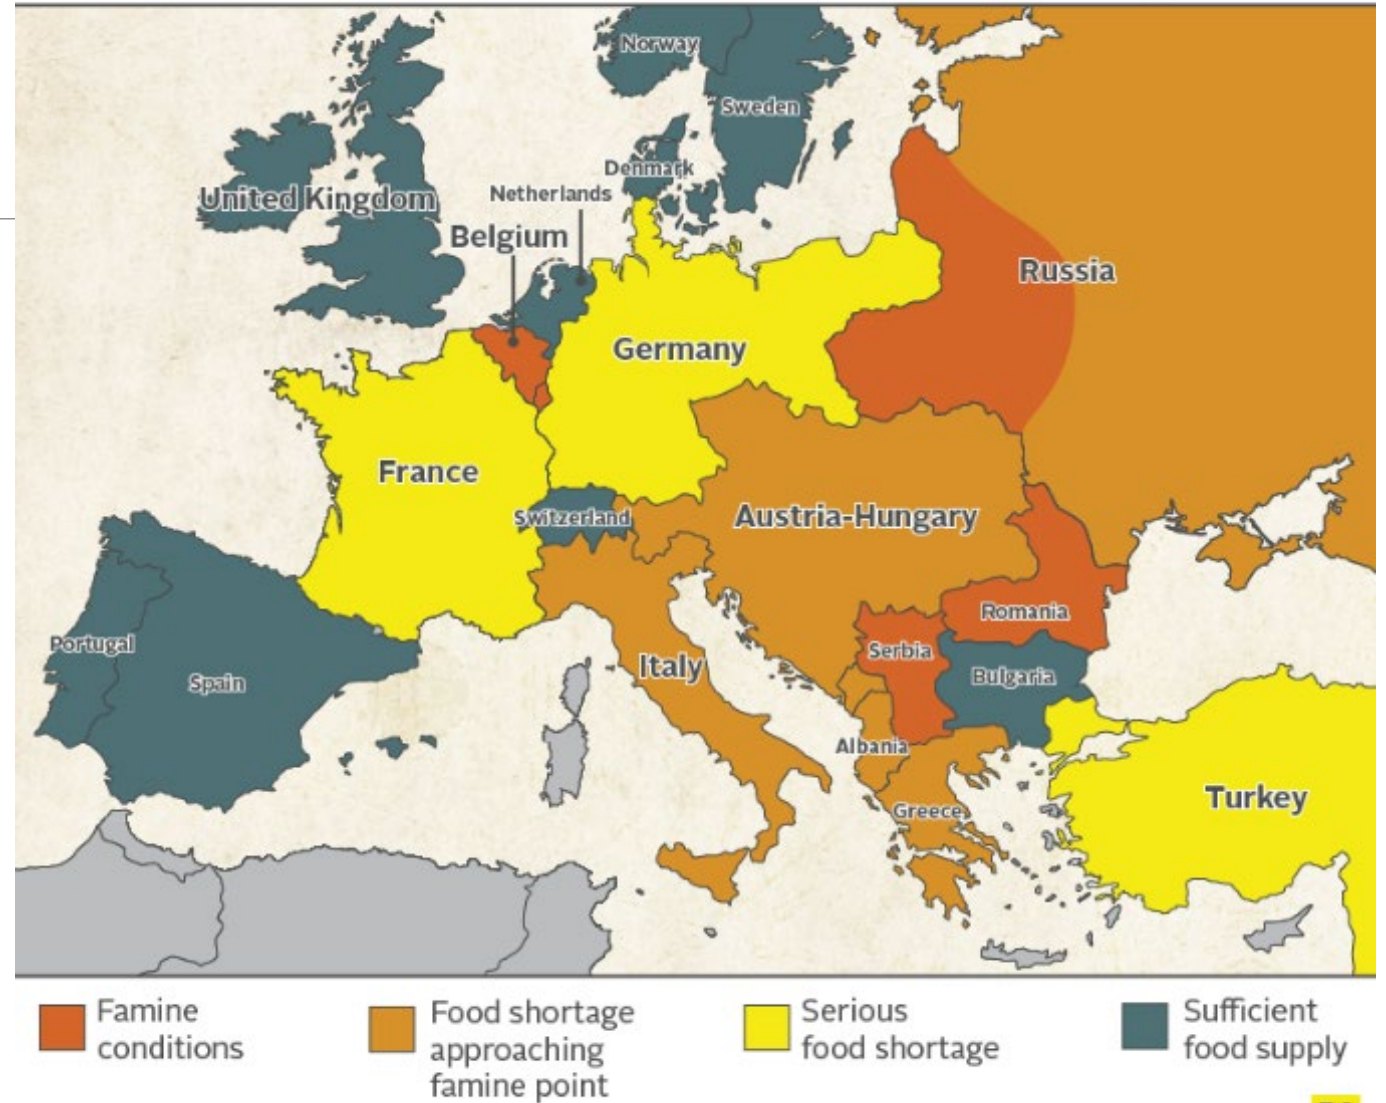 Norway
Sweden
Denmark
Netherlands
United Kingdom
Belgium
Russia
Germany
France
Switzerland
Austria-Hungary
Portugal
Spain
Romania
Serbia
Italy
Bulgaria
Albania
Greece
Turkey
Famine
conditions
Food shortage
approaching
famine point
Serious
food shortage
Sufficient
food supply